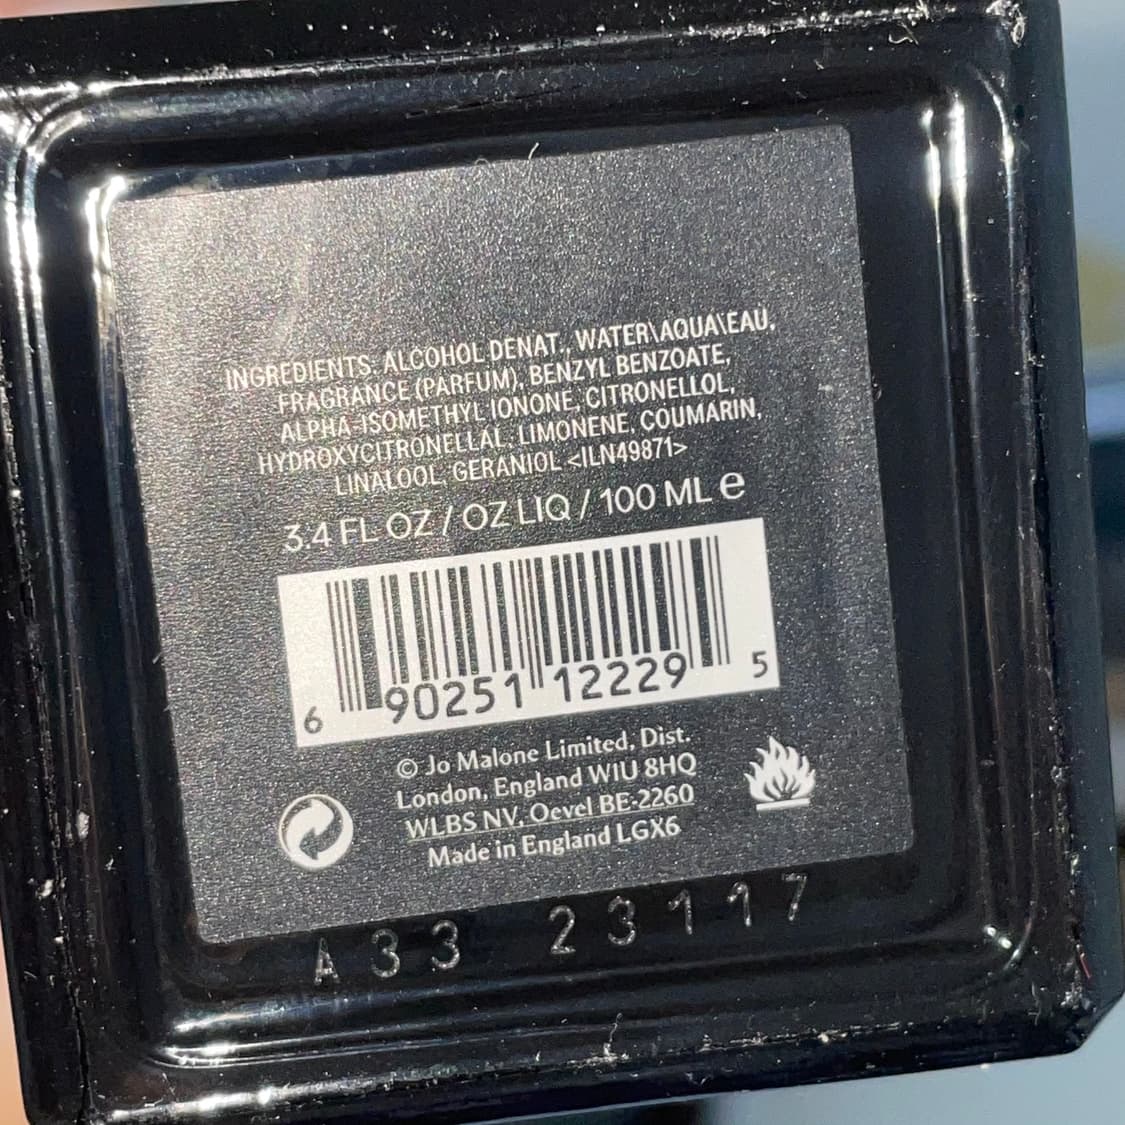 INGREDIENTS: ALCOHOL DENAT., WATER\AQUA\EAU,
FRAGRANCE (PARFUM), BENZYL BENZOATE,
ALPHA-ISOMETHYL IONONE, CITRONELLOL,
HYDROXYCITRONELLAL, LIMONENE, COUMARIN,
LINALOOL, GERANIOL <ILN49871>
3.4 FL OZ / OZ LIQ / 100 ML e
6 90251 12229 5
© Jo Malone Limited, Dist.
London, England W1U 8HQ
WLBS NV, Oevel BE-2260
Made in England LGX6
A33 23117